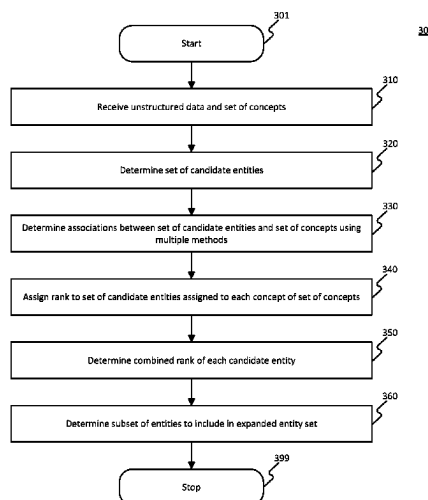 301
30
Start
310
Receive unstructured data and set of concepts
320
Determine set of candidate entities
330
Determine associations between set of candidate entities and set of concepts using
multiple methods
340
Assign rank to set of candidate entities assigned to each concept of set of concepts
350
Determine combined rank of each candidate entity
360
Determine subset of entities to include in expanded entity set
399
Stop